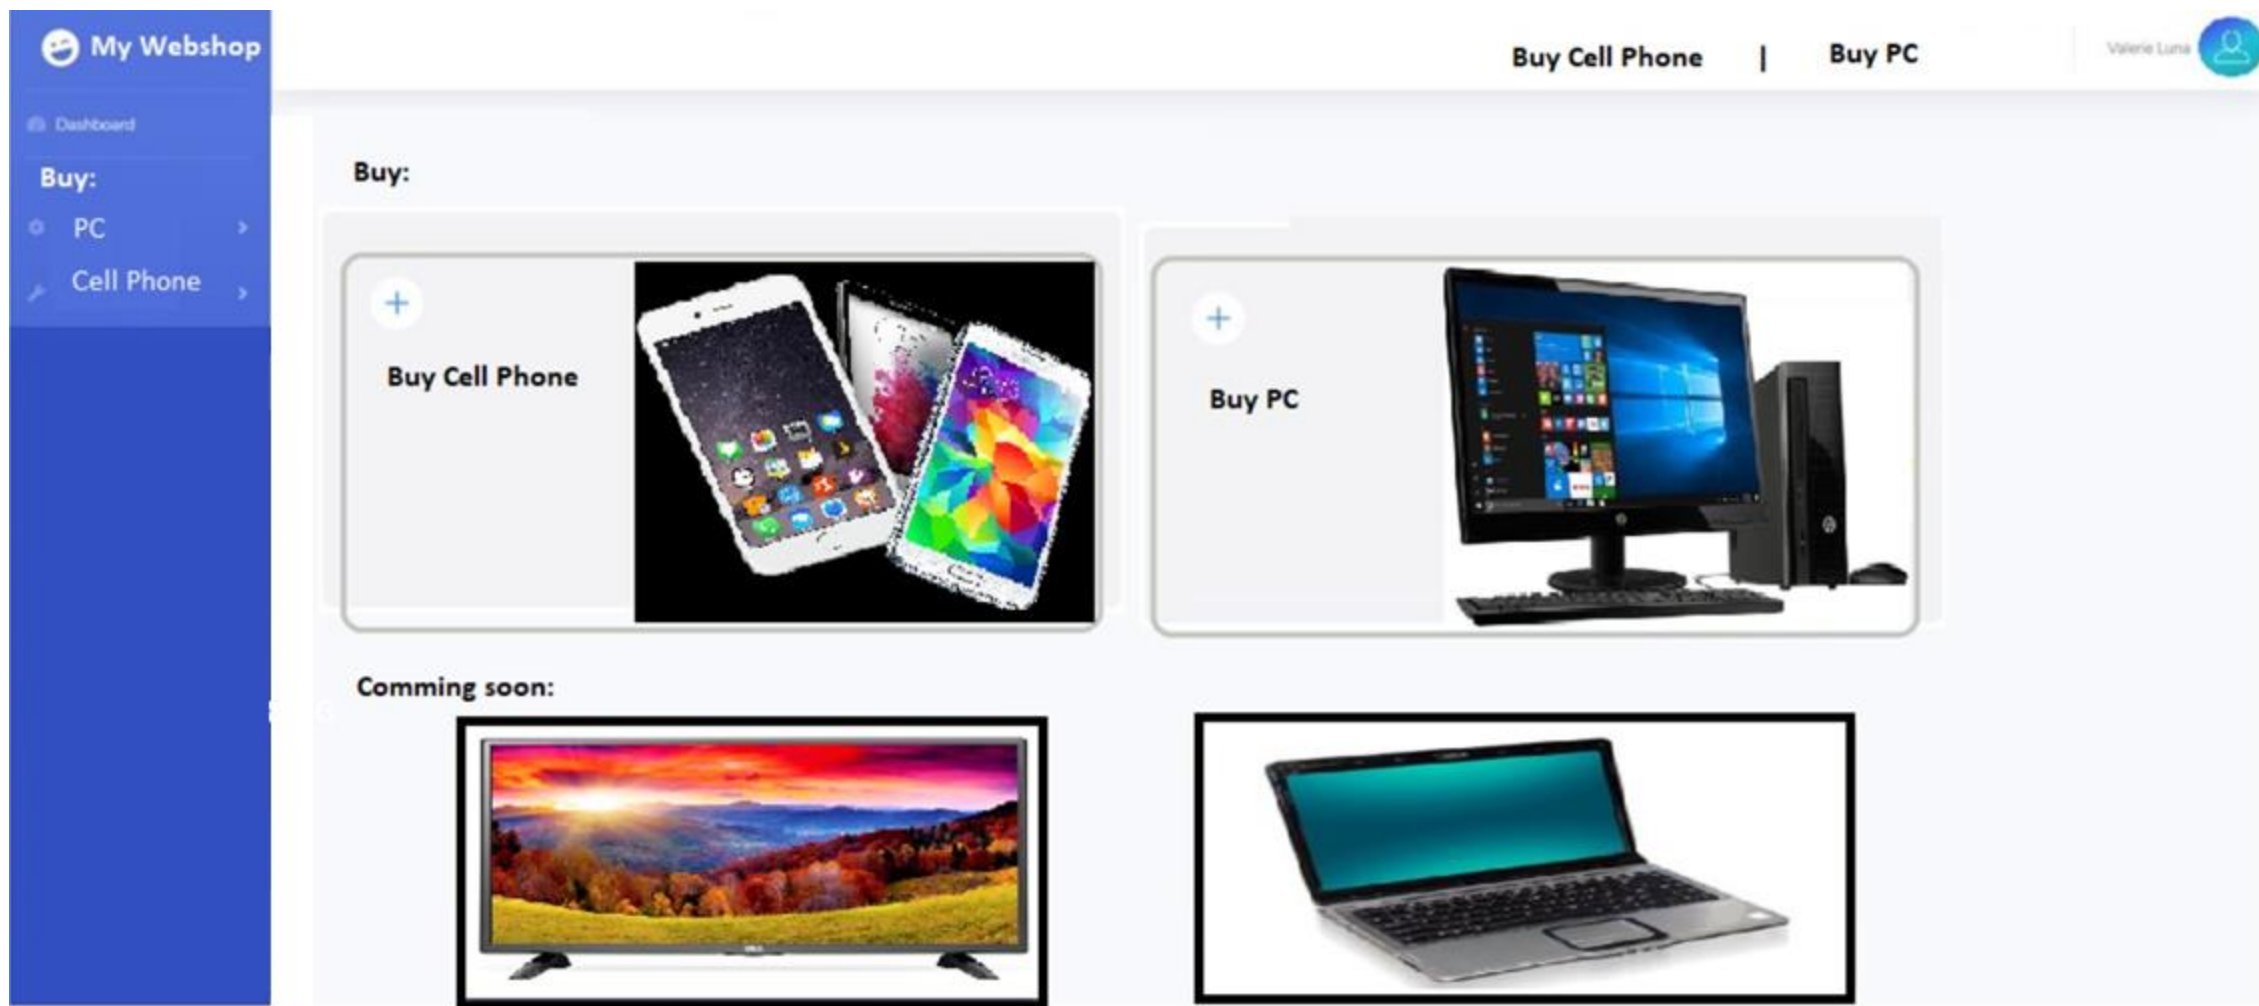 My Webshop
Buy Cell Phone | Buy PC
Valerie Luna
Dashboard
Buy:
PC
Cell Phone
Buy:
Buy Cell Phone
Buy PC
Comming soon: